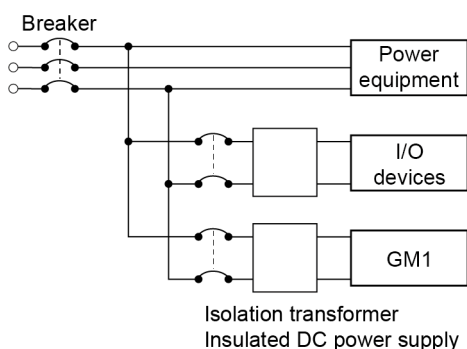 Breaker
Power
equipment
I/O
devices
GM1
Isolation transformer
Insulated DC power supply